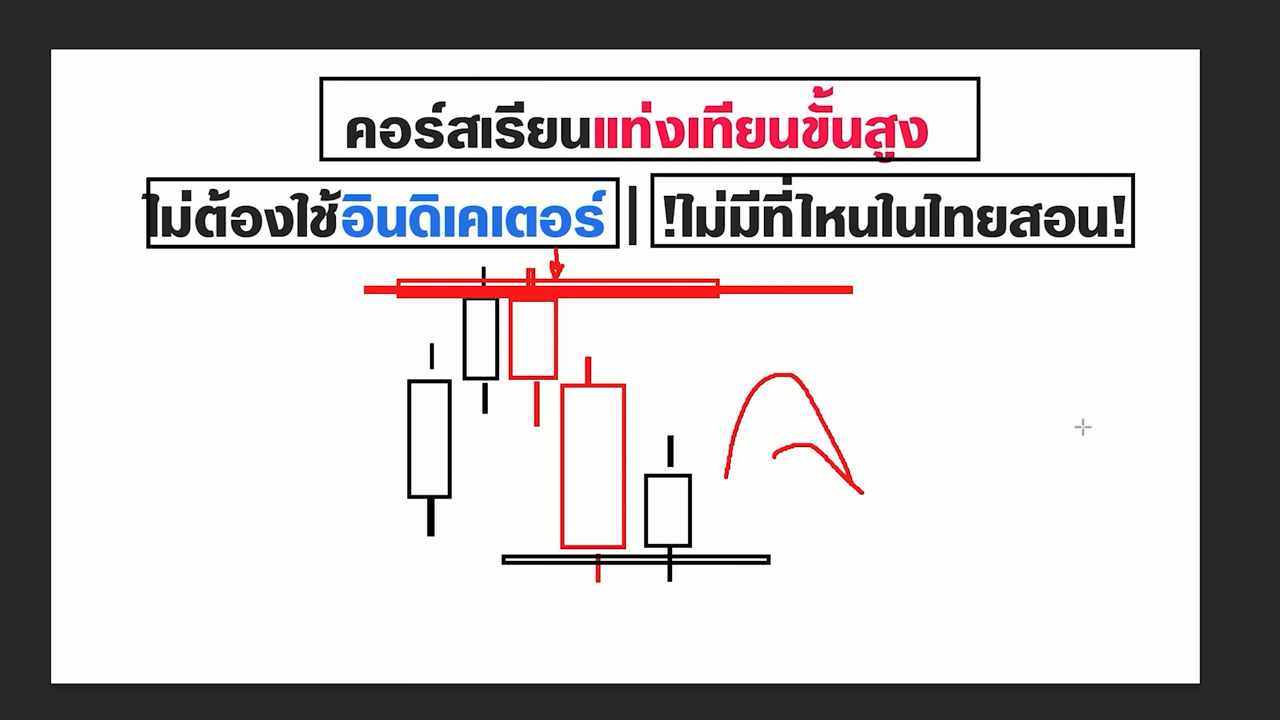 คอร์สเรียนแท่งเทียนขั้นสูง
ไม่ต้องใช้อินดิเคเตอร์ | !ไม่มีที่ไหนในไทยสอน!